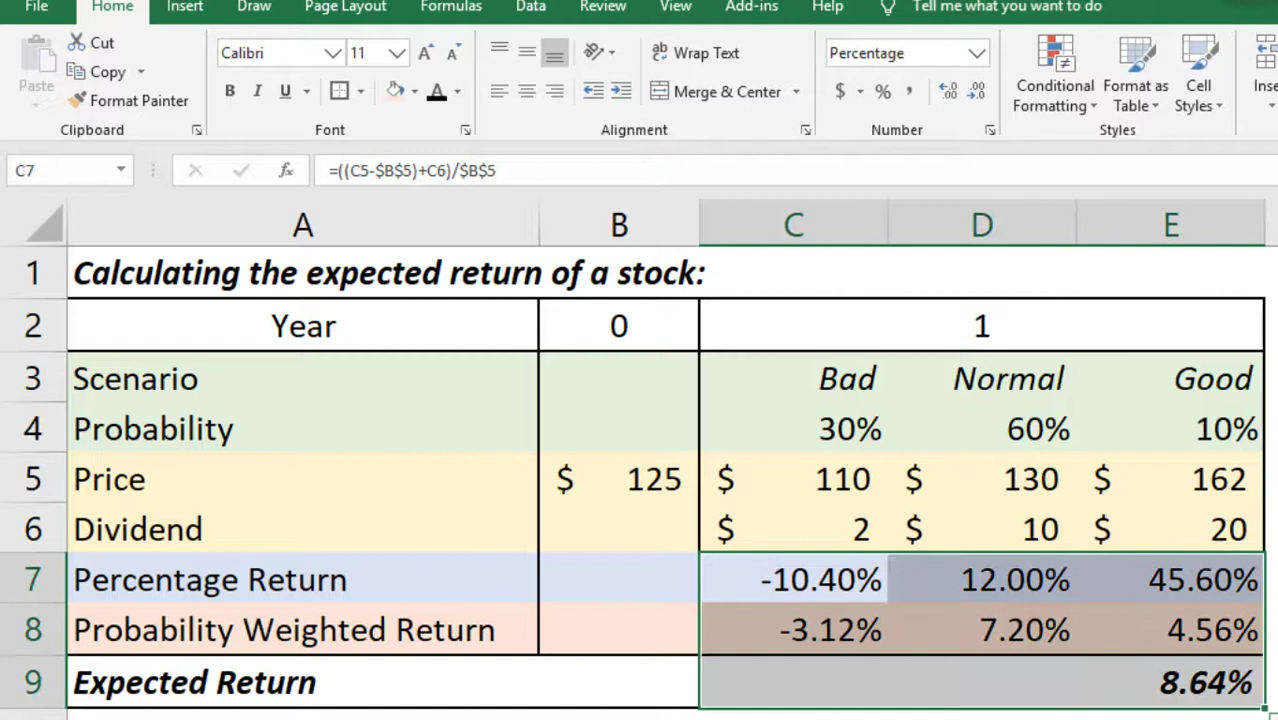 File Home Insert Draw Page Layout Formulas Data Review View Add-ins Help Tell me what you want to do
Cut Calibri 11 Wrap Text Percentage
Copy
Paste Conditional Format as Cell
Format Painter B I U A Merge & Center $ % , .00 Formatting Table Styles
Clipboard Font Alignment Number Styles
C7 fx =((C5-$B$5)+C6)/$B$5
A B C D E
1 Calculating the expected return of a stock:
2 Year 0 1
3 Scenario Bad Normal Good
4 Probability 30% 60% 10%
5 Price $ 125 $ 110 $ 130 $ 162
6 Dividend $ 2 $ 10 $ 20
7 Percentage Return -10.40% 12.00% 45.60%
8 Probability Weighted Return -3.12% 7.20% 4.56%
9 Expected Return 8.64%